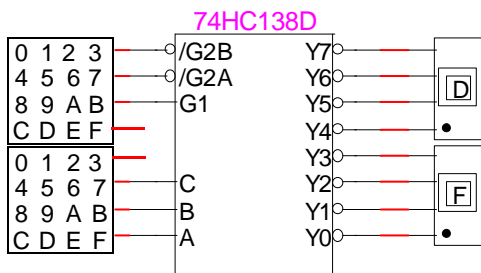 74HC138D
0 1 2 3
4 5 6 7
8 9 A B
C D E F
0 1 2 3
4 5 6 7
8 9 A B
C D E F
/G2B
/G2A
G1
C
B
A
Y7
Y6
Y5
Y4
Y3
Y2
Y1
Y0
D
F